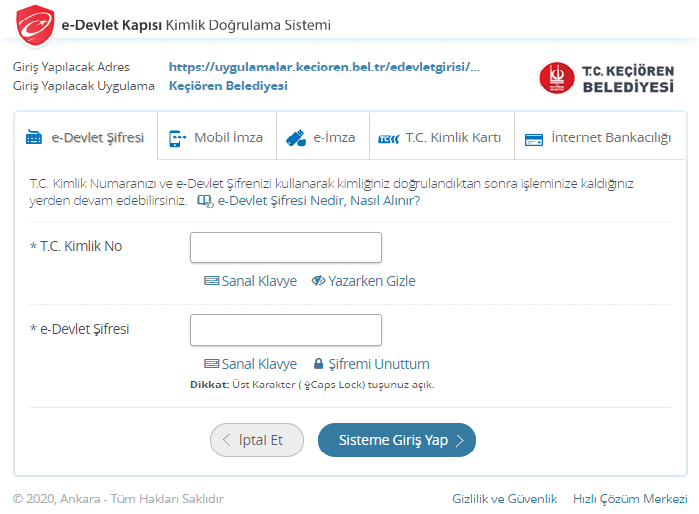 e-Devlet Kapısı Kimlik Doğrulama Sistemi
Giriş Yapılacak Adres https://uygulamalar.kecioren.bel.tr/edevletgirisi/...
Giriş Yapılacak Uygulama Keçiören Belediyesi
T.C. KEÇİÖREN
BELEDİYESİ
e-Devlet Şifresi Mobil İmza e-İmza T.C. Kimlik Kartı İnternet Bankacılığı
T.C. Kimlik Numaranızı ve e-Devlet Şifrenizi kullanarak kimliğiniz doğrulandıktan sonra işleminize kaldığınız
yerden devam edebilirsiniz. e-Devlet Şifresi Nedir, Nasıl Alınır?
* T.C. Kimlik No
Sanal Klavye Yazarken Gizle
* e-Devlet Şifresi
Sanal Klavye Şifremi Unuttum
Dikkat: Üst Karakter (⇪Caps Lock) tuşunuz açık.
İptal Et Sisteme Giriş Yap
© 2020, Ankara - Tüm Hakları Saklıdır Gizlilik ve Güvenlik Hızlı Çözüm Merkezi